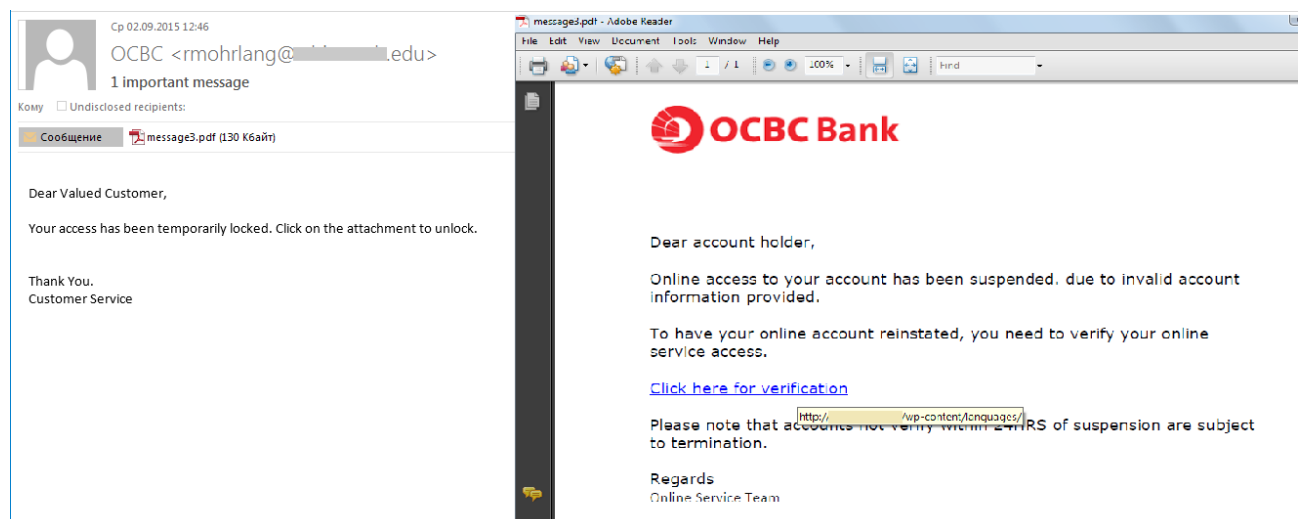 Ср 02.09.2015 12:46
OCBC <rmohrlang@ .edu>
1 important message
Кому Undisclosed recipients:
Сообщение message3.pdf (130 Кбайт)
Dear Valued Customer,
Your access has been temporarily locked. Click on the attachment to unlock.
Thank You.
Customer Service
message3.pdf - Adobe Reader
File Edit View Document Tools Window Help
1 / 1 100% Find
OCBC Bank
Dear account holder,
Online access to your account has been suspended. due to invalid account
information provided.
To have your online account reinstated, you need to verify your online
service access.
Click here for verification
http:// /wp-content/languages/
Please note that accounts not verify within 24HRS of suspension are subject
to termination.
Regards
Online Service Team